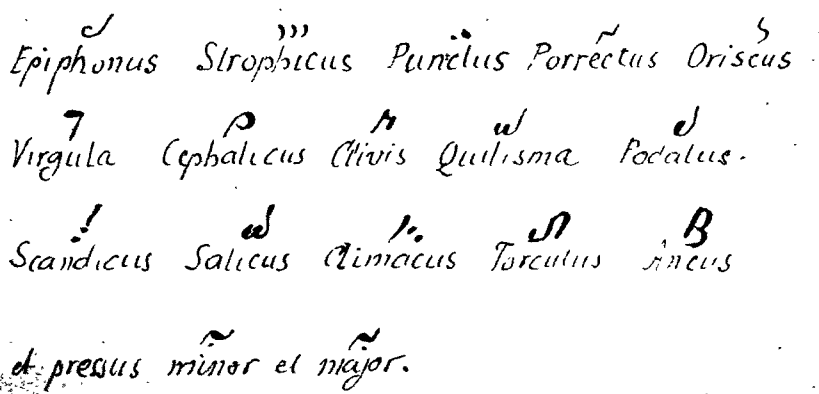 Epiphonus Strophicus Punctus Porrectus Oriscus
Virgula Cephalicus Clivis Quilisma Podatus.
Scandicus Salicus Climacus Torculus Ancus
et pressus minor et major.